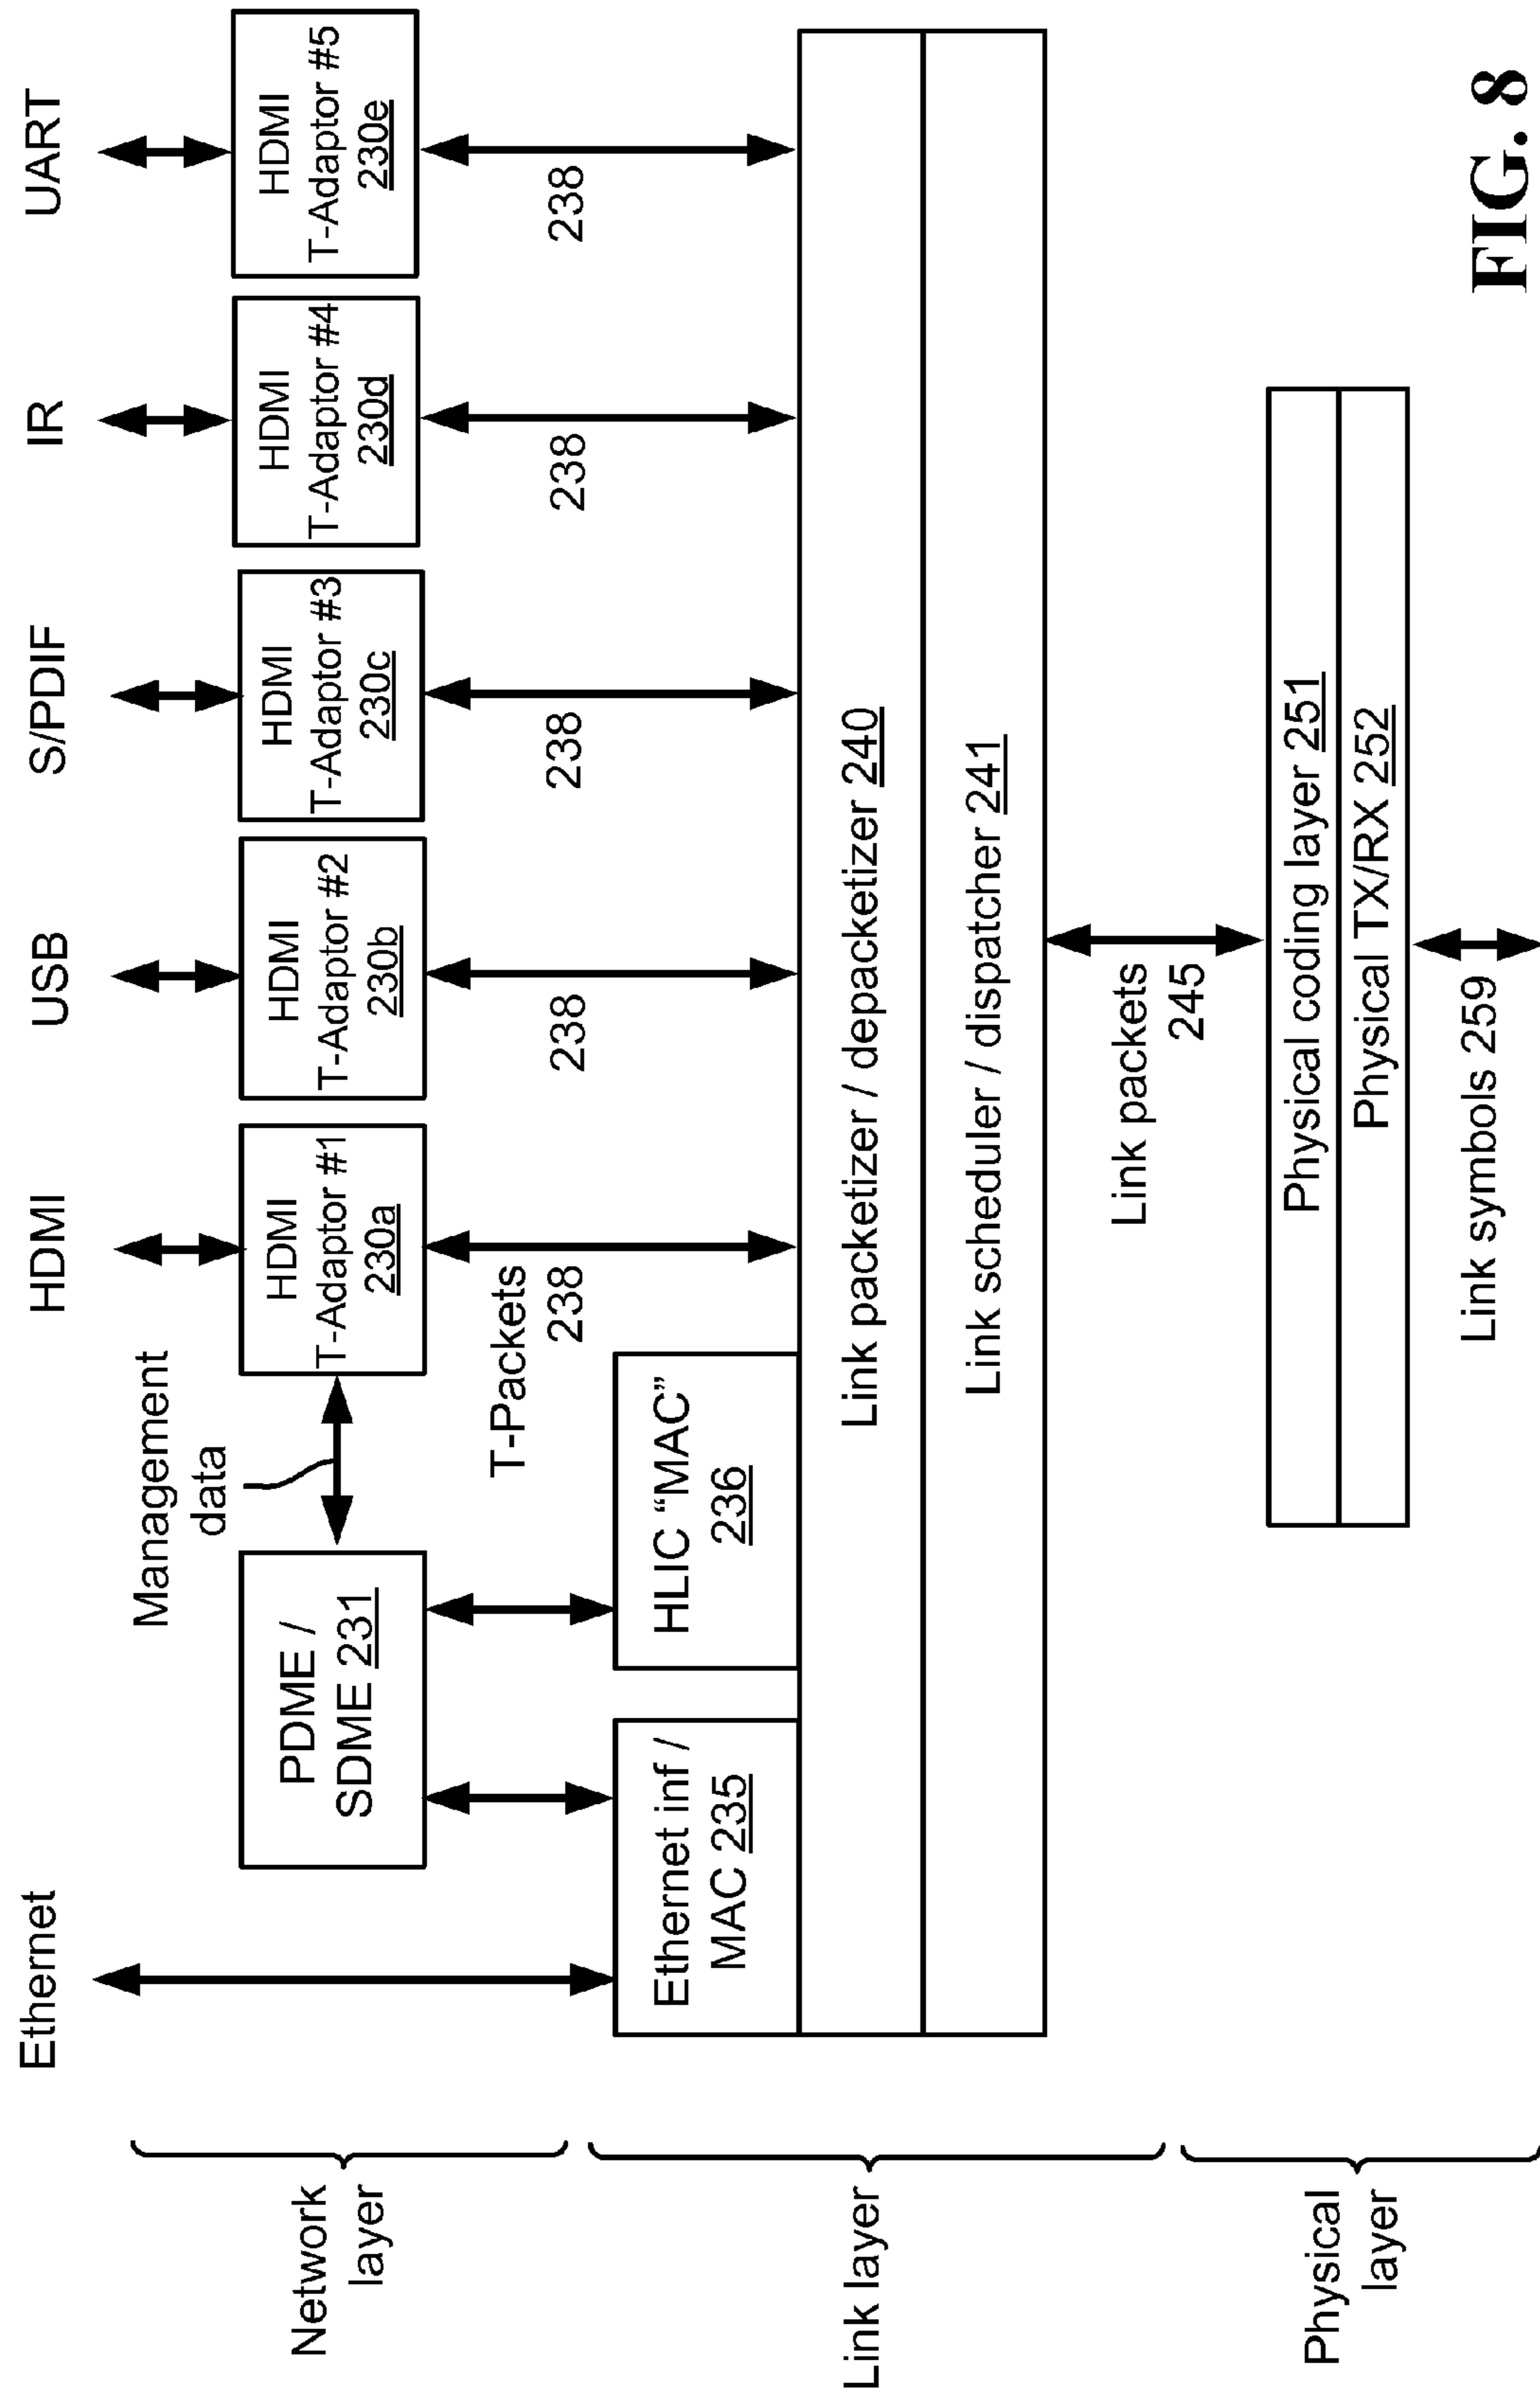 Ethernet
HDMI
USB
S/PDIF
IR
UART
Management
data
Network
layer
PDME /
SDME 231
HDMI
T-Adaptor #1
230a
HDMI
T-Adaptor #2
230b
HDMI
T-Adaptor #3
230c
HDMI
T-Adaptor #4
230d
HDMI
T-Adaptor #5
230e
T-Packets
238
238
238
238
238
Link layer
Ethernet inf /
MAC 235
HLIC “MAC”
236
Link packetizer / depacketizer 240
Link scheduler / dispatcher 241
Link packets
245
Physical
layer
Physical coding layer 251
Physical TX/RX 252
Link symbols 259
FIG. 8